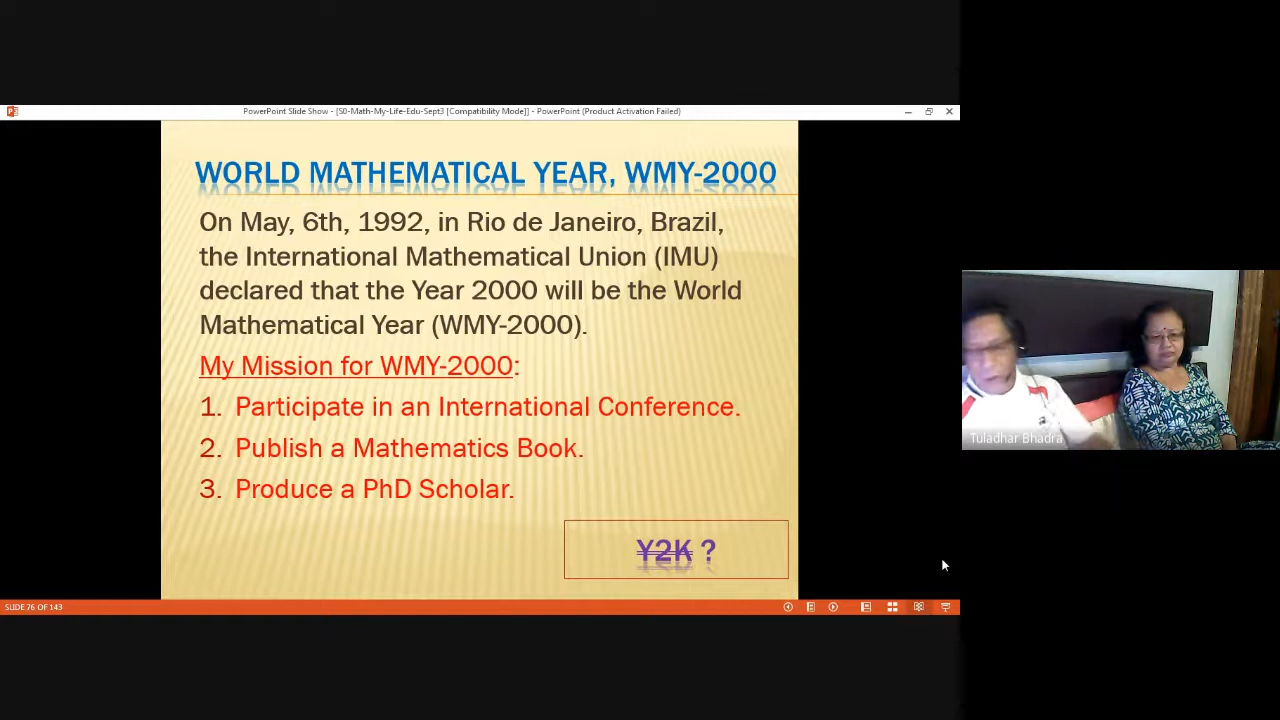 PowerPoint Slide Show - [S0-Math-My-Life-Edu-Sept3 [Compatibility Mode]] - PowerPoint (Product Activation Failed)
WORLD MATHEMATICAL YEAR, WMY-2000
On May, 6th, 1992, in Rio de Janeiro, Brazil,
the International Mathematical Union (IMU)
declared that the Year 2000 will be the World
Mathematical Year (WMY-2000).
My Mission for WMY-2000:
1. Participate in an International Conference.
2. Publish a Mathematics Book.
3. Produce a PhD Scholar.
Y2K ?
Tuladhar Bhadra
SLIDE 76 OF 143